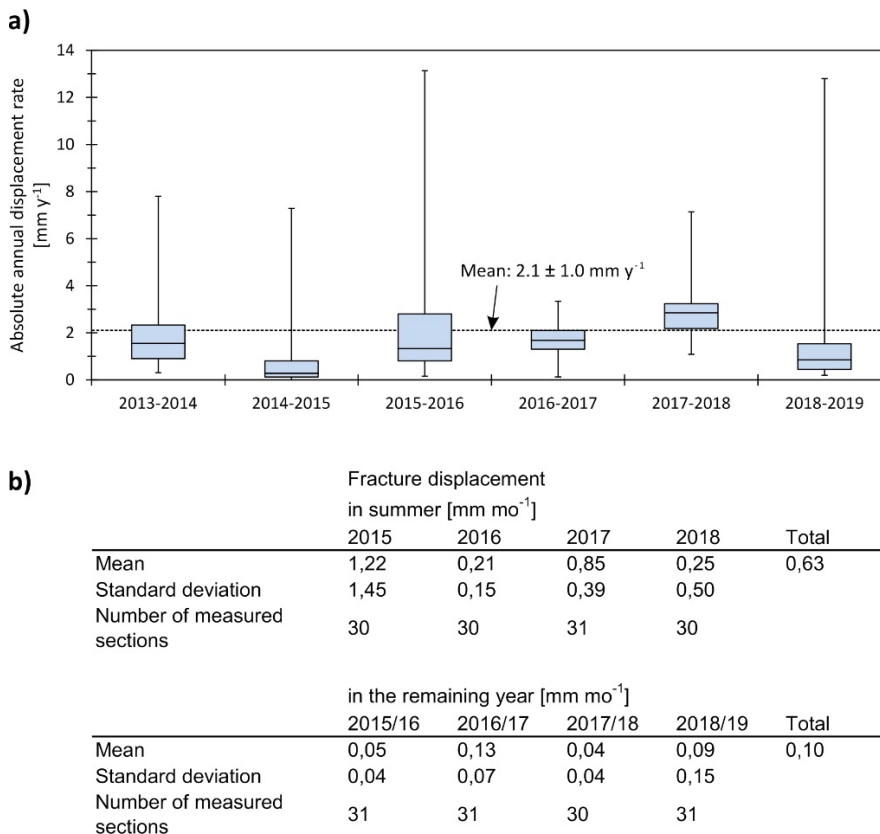 a)
Absolute annual displacement rate
[mm y⁻¹]
14
12
10
8
6
4
2
0
Mean: 2.1 ± 1.0 mm y⁻¹
2013-2014 2014-2015 2015-2016 2016-2017 2017-2018 2018-2019
b)
Fracture displacement
in summer [mm mo⁻¹]
2015 2016 2017 2018 Total
Mean 1,22 0,21 0,85 0,25 0,63
Standard deviation 1,45 0,15 0,39 0,50
Number of measured
sections 30 30 31 30
in the remaining year [mm mo⁻¹]
2015/16 2016/17 2017/18 2018/19 Total
Mean 0,05 0,13 0,04 0,09 0,10
Standard deviation 0,04 0,07 0,04 0,15
Number of measured
sections 31 31 30 31